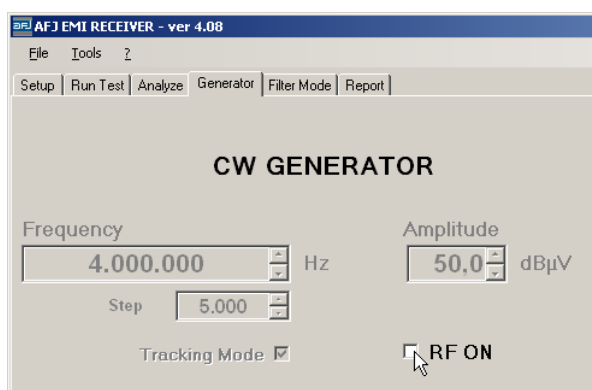 AFJ EMI RECEIVER - ver 4.08
File Tools ?
Setup Run Test Analyze Generator Filter Mode Report
CW GENERATOR
Frequency Amplitude
4.000.000 Hz 50,0 dBµV
Step 5.000
Tracking Mode RF ON